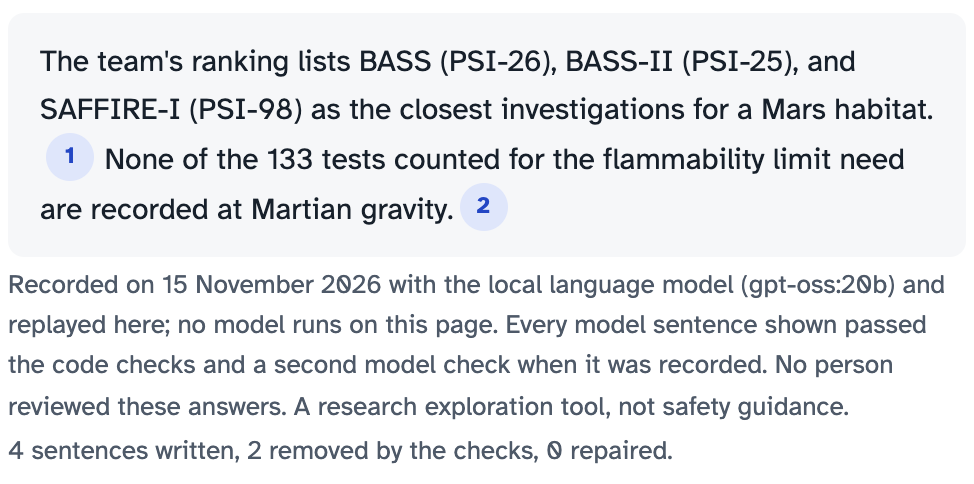 The team's ranking lists BASS (PSI-26), BASS-II (PSI-25), and
SAFFIRE-I (PSI-98) as the closest investigations for a Mars habitat.
1 None of the 133 tests counted for the flammability limit need
are recorded at Martian gravity. 2
Recorded on 15 November 2026 with the local language model (gpt-oss:20b) and
replayed here; no model runs on this page. Every model sentence shown passed
the code checks and a second model check when it was recorded. No person
reviewed these answers. A research exploration tool, not safety guidance.
4 sentences written, 2 removed by the checks, 0 repaired.